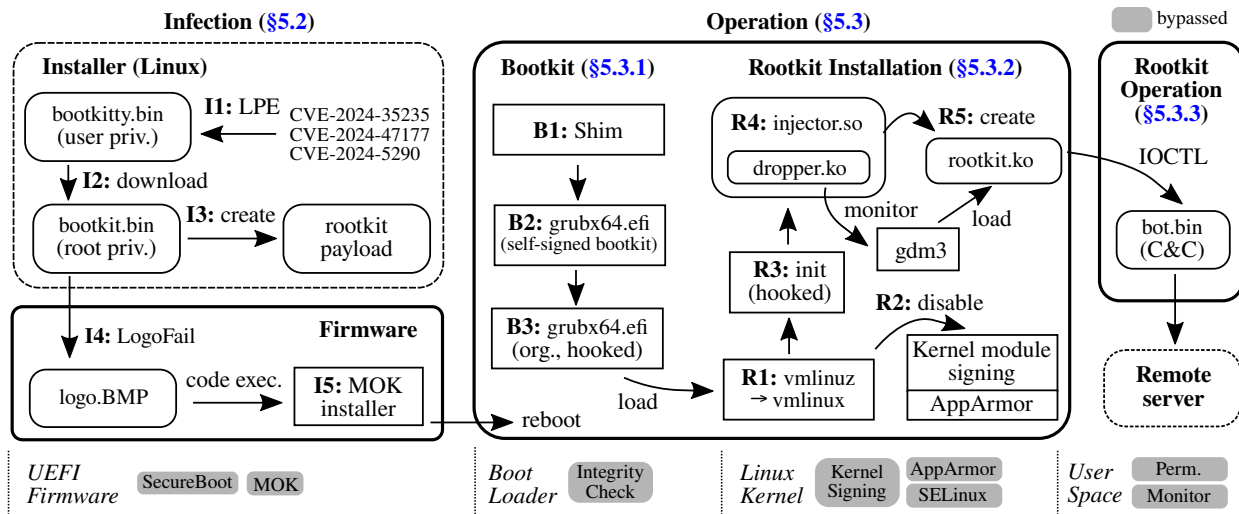 Infection (§5.2)
Installer (Linux)
bootkitty.bin
(user priv.)
I1: LPE
CVE-2024-35235
CVE-2024-47177
CVE-2024-5290
I2: download
bootkit.bin
(root priv.)
I3: create
rootkit
payload
I4: LogoFail
Firmware
logo.BMP
code exec.
I5: MOK
installer
reboot
Operation (§5.3)
Bootkit (§5.3.1)
B1: Shim
B2: grubx64.efi
(self-signed bootkit)
B3: grubx64.efi
(org., hooked)
load
Rootkit Installation (§5.3.2)
R4: injector.so
dropper.ko
R5: create
rootkit.ko
monitor
load
gdm3
R3: init
(hooked)
R2: disable
R1: vmlinuz
→ vmlinux
Kernel module
signing
AppArmor
bypassed
Rootkit
Operation
(§5.3.3)
IOCTL
bot.bin
(C&C)
Remote
server
UEFI
Firmware
SecureBoot
MOK
Boot
Loader
Integrity
Check
Linux
Kernel
Kernel
Signing
AppArmor
SELinux
User
Space
Perm.
Monitor